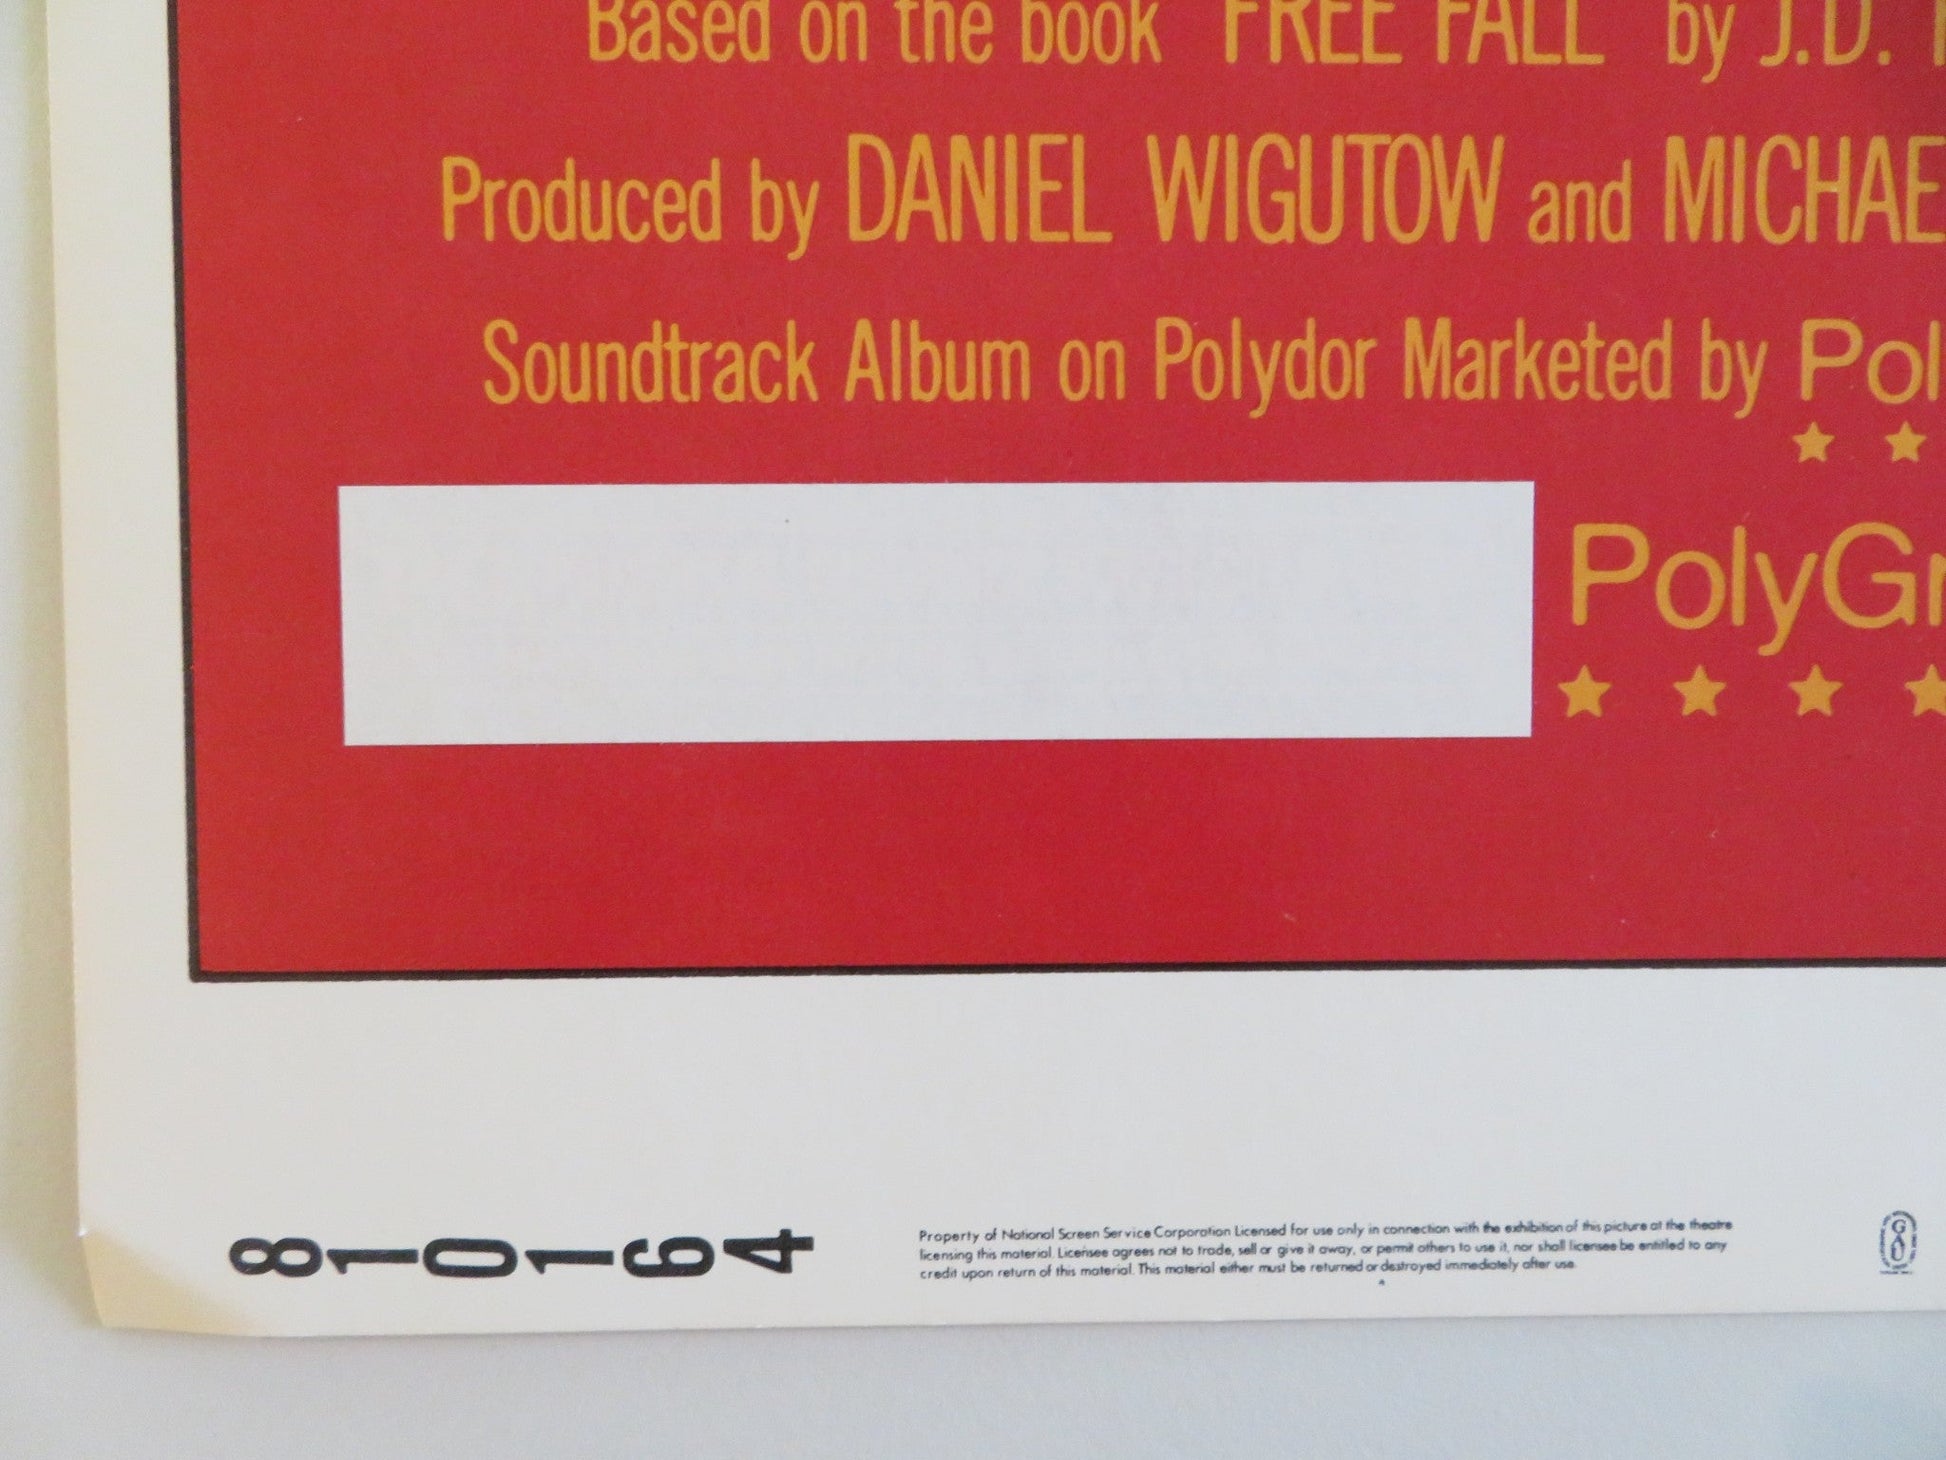 Based on the book "FREE FALL" by J.D.
Produced by DANIEL WIGUTOW and MICHAE
Soundtrack Album on Polydor Marketed by Pol
PolyGr
810164
Property of National Screen Service Corporation Licensed for use only in connection with the exhibition of this picture at the theatre
licensing this material. Licensee agrees not to trade, sell or give it away, or permit others to use it, nor shall licensee be entitled to any
credit upon return of this material. This material either must be returned or destroyed immediately after use.